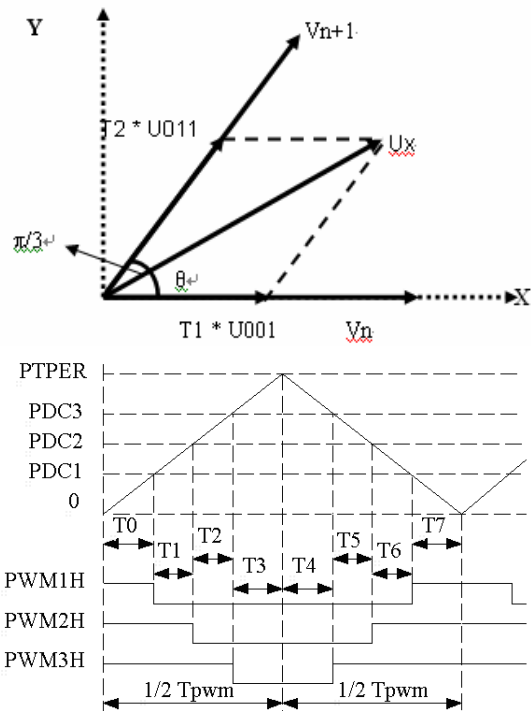 Y
Vn+1
T2 * U011
Ux
π/3
θ
X
T1 * U001
Vn
PTPER
PDC3
PDC2
PDC1
0
T0
T1
T2
T3
T4
T5
T6
T7
PWM1H
PWM2H
PWM3H
1/2 Tpwm
1/2 Tpwm